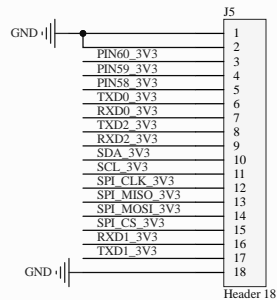 J5
GND
1
2
PIN60_3V3
3
PIN59_3V3
4
PIN58_3V3
5
TXD0_3V3
6
RXD0_3V3
7
TXD2_3V3
8
RXD2_3V3
9
SDA_3V3
10
SCL_3V3
11
SPI_CLK_3V3
12
SPI_MISO_3V3
13
SPI_MOSI_3V3
14
SPI_CS_3V3
15
RXD1_3V3
16
TXD1_3V3
17
GND
18
Header 18